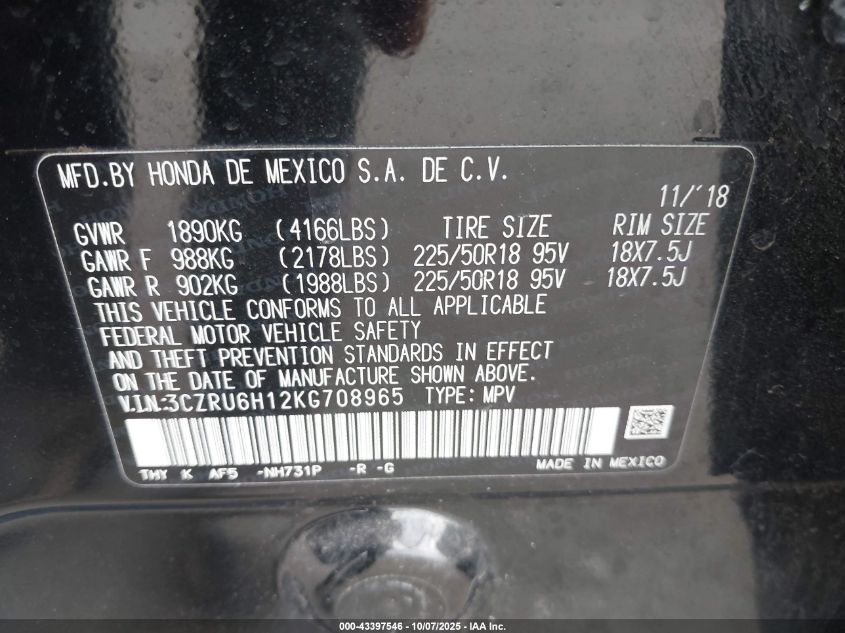 MFD.BY HONDA DE MEXICO S.A. DE C.V.
11/'18
GVWR 1890KG (4166LBS) TIRE SIZE RIM SIZE
GAWR F 988KG (2178LBS) 225/50R18 95V 18X7.5J
GAWR R 902KG (1988LBS) 225/50R18 95V 18X7.5J
THIS VEHICLE CONFORMS TO ALL APPLICABLE
FEDERAL MOTOR VEHICLE SAFETY
AND THEFT PREVENTION STANDARDS IN EFFECT
ON THE DATE OF MANUFACTURE SHOWN ABOVE.
V.I.N.:3CZRU6H12KG708965 TYPE: MPV
THY K AF5 -NH731P -R -G MADE IN MEXICO
000-43397546 - 10/07/2025 - IAA Inc.